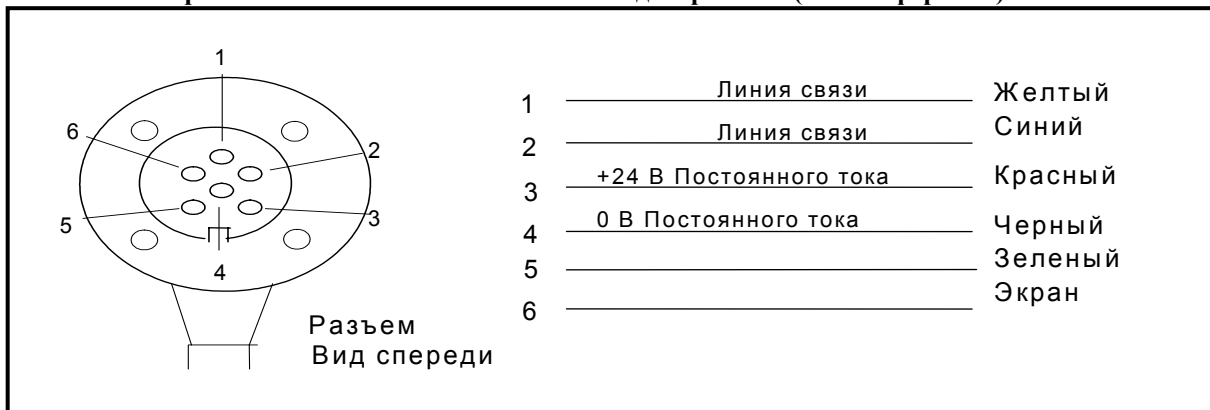 1
6
2
5
3
4
Разъем
Вид спереди
1 Линия связи Желтый
2 Линия связи Синий
3 +24 В Постоянного тока Красный
4 0 В Постоянного тока Черный
5 Зеленый
6 Экран